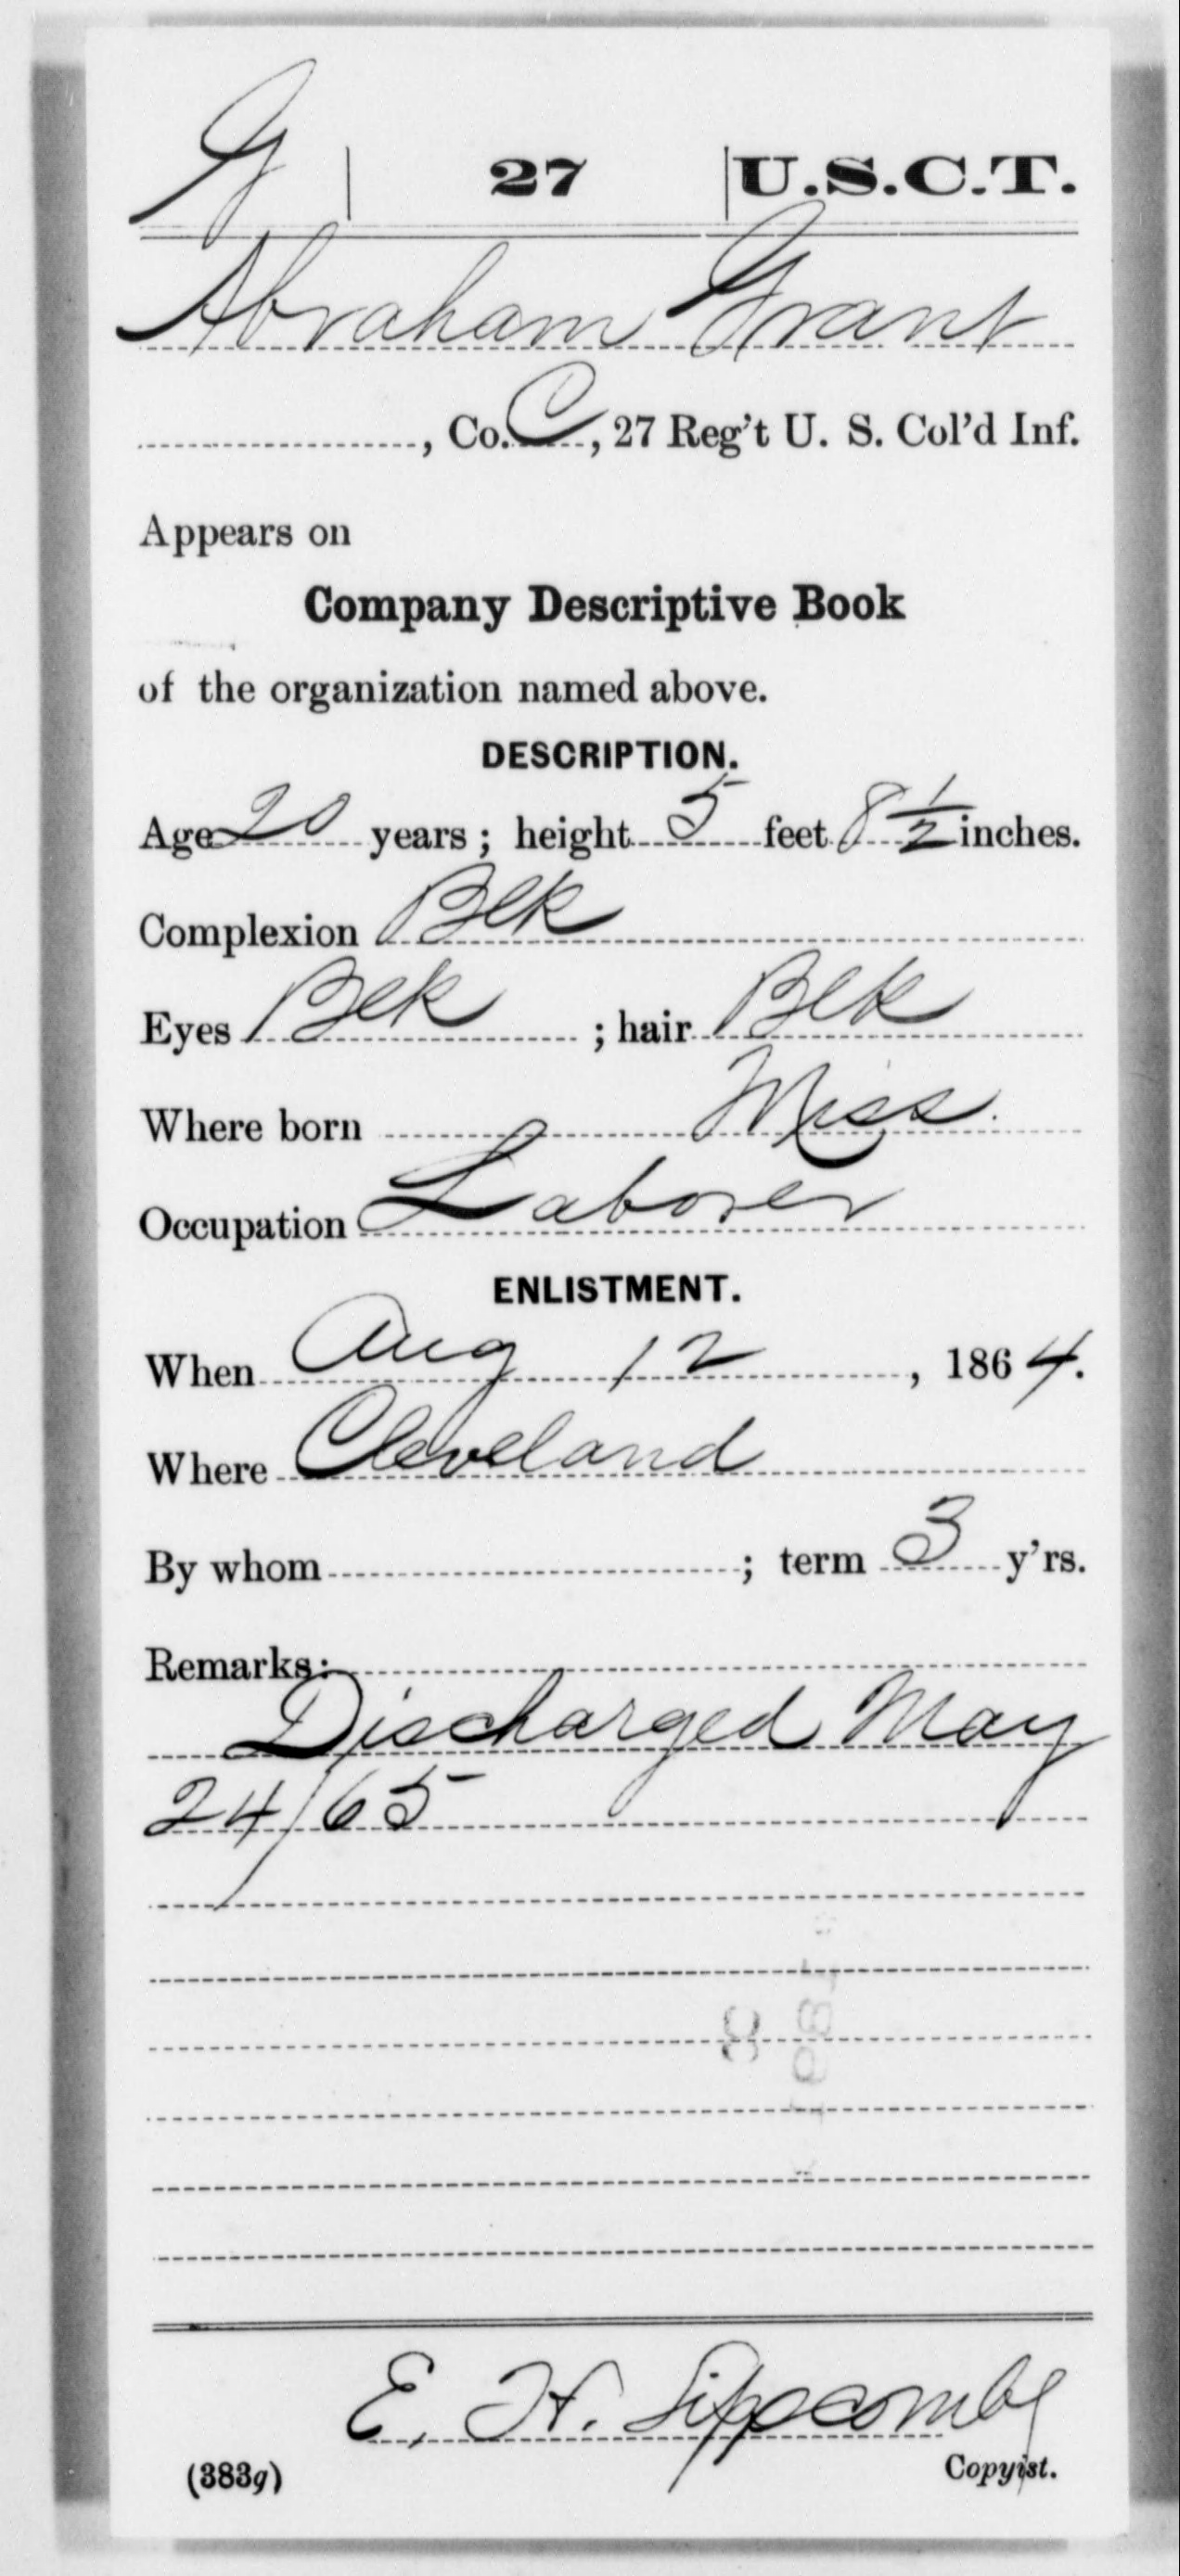 G | 27 | U.S.C.T.
Abraham Grant
, Co. C, 27 Reg't U. S. Col'd Inf.
Appears on
Company Descriptive Book
of the organization named above.
DESCRIPTION.
Age 20 years; height 5 feet 8 1/2 inches.
Complexion Blk
Eyes Blk ; hair Blk
Where born Miss.
Occupation Laborer
ENLISTMENT.
When Aug 12, 1864.
Where Cleveland
By whom ; term 3 y'rs.
Remarks:
Discharged May
24/65
E. H. Lipscomb
(383g) Copyist.